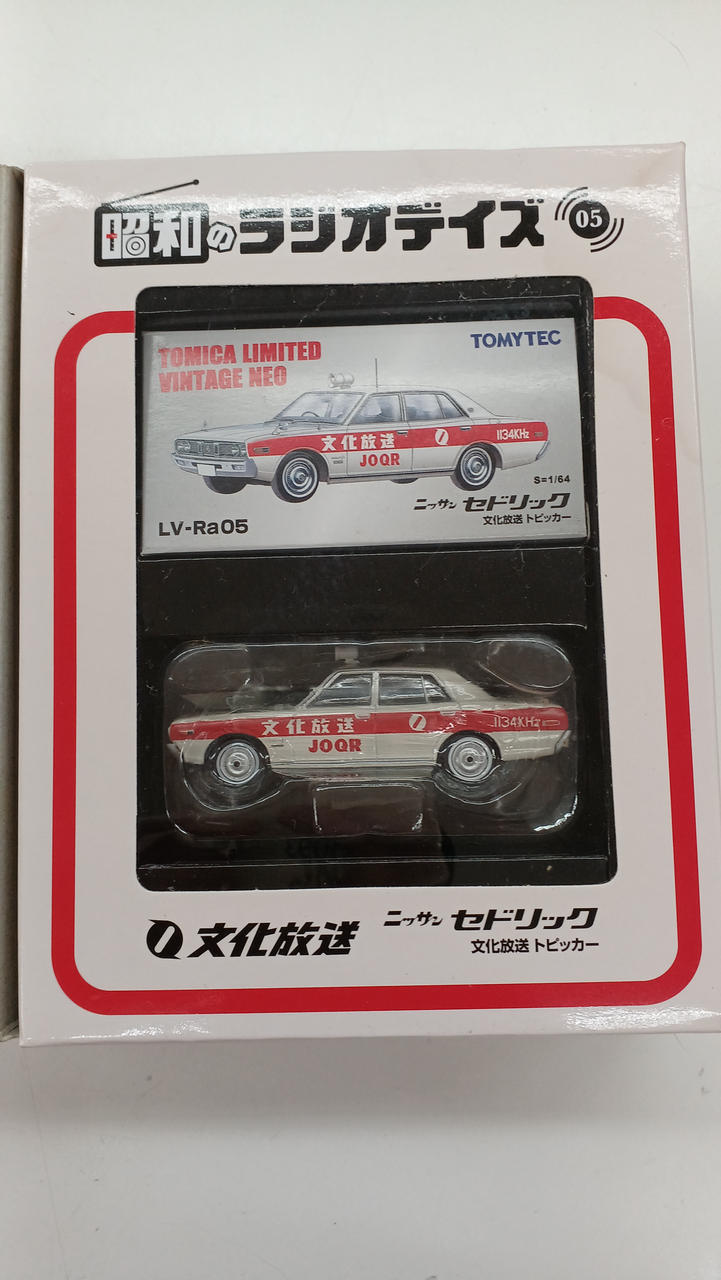 昭和のラジオデイズ 05
TOMICA LIMITED
VINTAGE NEO
TOMYTEC
文化放送
JOQR
1134KHz
S=1/64
ニッサン セドリック
文化放送 トピッカー
LV-Ra05
文化放送
JOQR
1134KHz
文化放送
ニッサン セドリック
文化放送 トピッカー